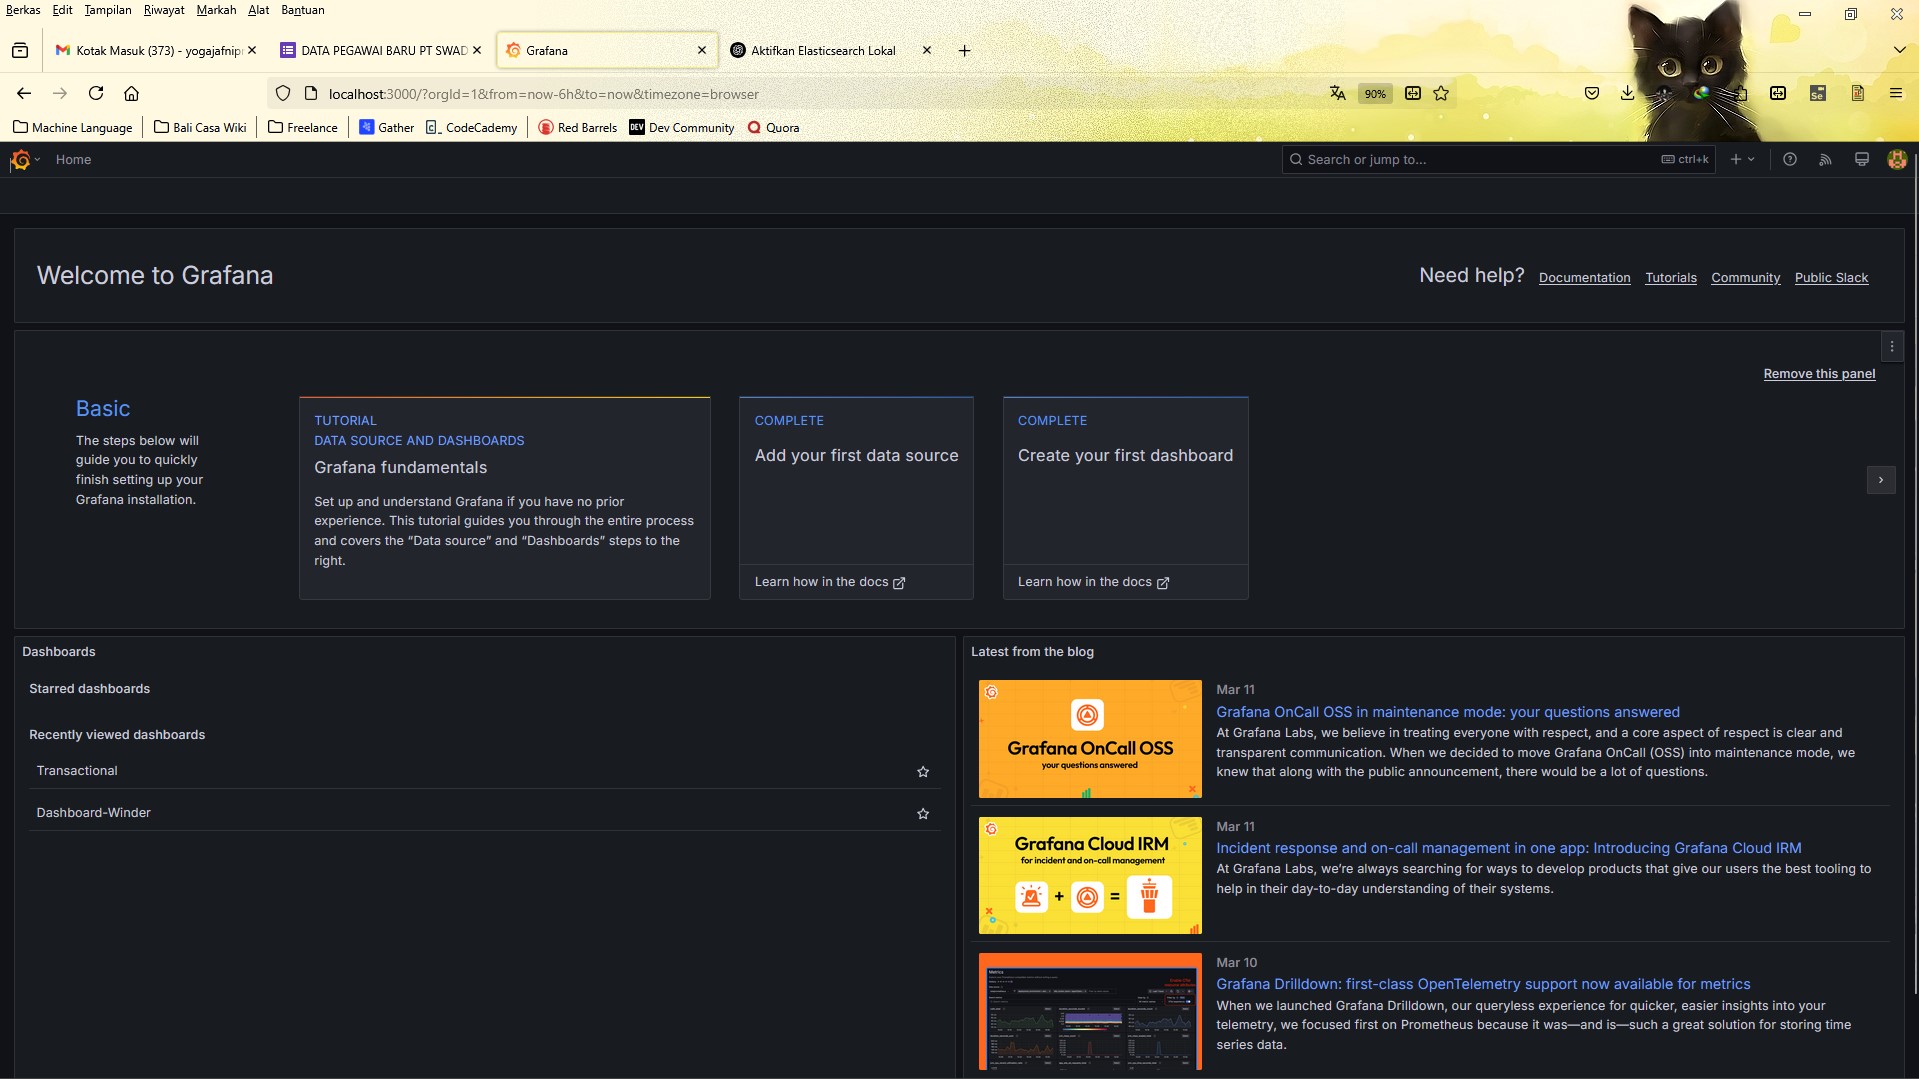 Berkas Edit Tampilan Riwayat Markah Alat Bantuan
Kotak Masuk (373) - yogajafnip
DATA PEGAWAI BARU PT SWAD
Grafana
Aktifkan Elasticsearch Lokal
localhost:3000/?orgId=1&from=now-6h&to=now&timezone=browser
90%
Machine Language
Bali Casa Wiki
Freelance
Gather
CodeCademy
Red Barrels
DEV Dev Community
Quora
Home
Search or jump to...
ctrl+k
Welcome to Grafana
Need help? Documentation Tutorials Community Public Slack
Remove this panel
Basic
The steps below will
guide you to quickly
finish setting up your
Grafana installation.
TUTORIAL
DATA SOURCE AND DASHBOARDS
Grafana fundamentals
Set up and understand Grafana if you have no prior
experience. This tutorial guides you through the entire process
and covers the “Data source” and “Dashboards” steps to the
right.
COMPLETE
Add your first data source
Learn how in the docs
COMPLETE
Create your first dashboard
Learn how in the docs
Dashboards
Starred dashboards
Recently viewed dashboards
Transactional
Dashboard-Winder
Latest from the blog
Grafana OnCall OSS
your questions answered
Mar 11
Grafana OnCall OSS in maintenance mode: your questions answered
At Grafana Labs, we believe in treating everyone with respect, and a core aspect of respect is clear and
transparent communication. When we decided to move Grafana OnCall (OSS) into maintenance mode, we
knew that along with the public announcement, there would be a lot of questions.
Grafana Cloud IRM
for incident and on-call management
+ =
Mar 11
Incident response and on-call management in one app: Introducing Grafana Cloud IRM
At Grafana Labs, we’re always searching for ways to develop products that give our users the best tooling to
help in their day-to-day understanding of their systems.
Metrics
Mar 10
Grafana Drilldown: first-class OpenTelemetry support now available for metrics
When we launched Grafana Drilldown, our queryless experience for quicker, easier insights into your
telemetry, we focused first on Prometheus because it was—and is—such a great solution for storing time
series data.